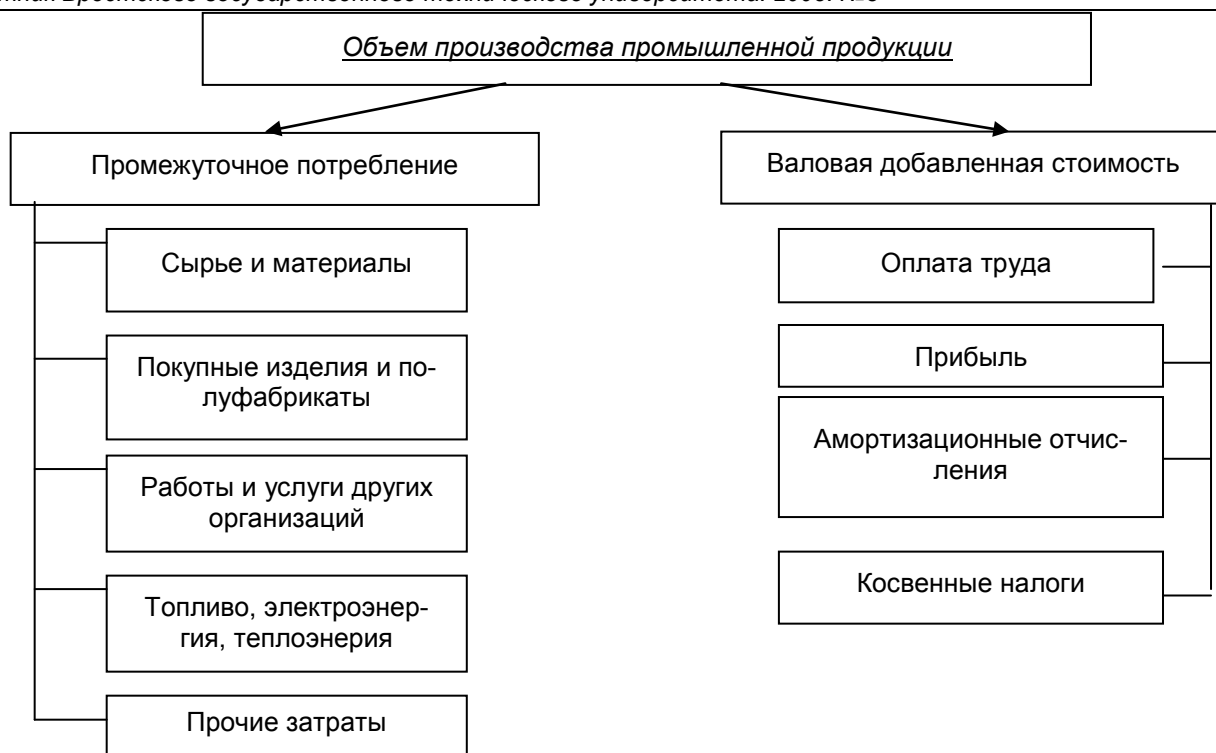 Объем производства промышленной продукции
Промежуточное потребление
Сырье и материалы
Покупные изделия и по-
луфабрикаты
Работы и услуги других
организаций
Топливо, электроэнер-
гия, теплоэнерия
Прочие затраты
Валовая добавленная стоимость
Оплата труда
Прибыль
Амортизационные отчис-
ления
Косвенные налоги